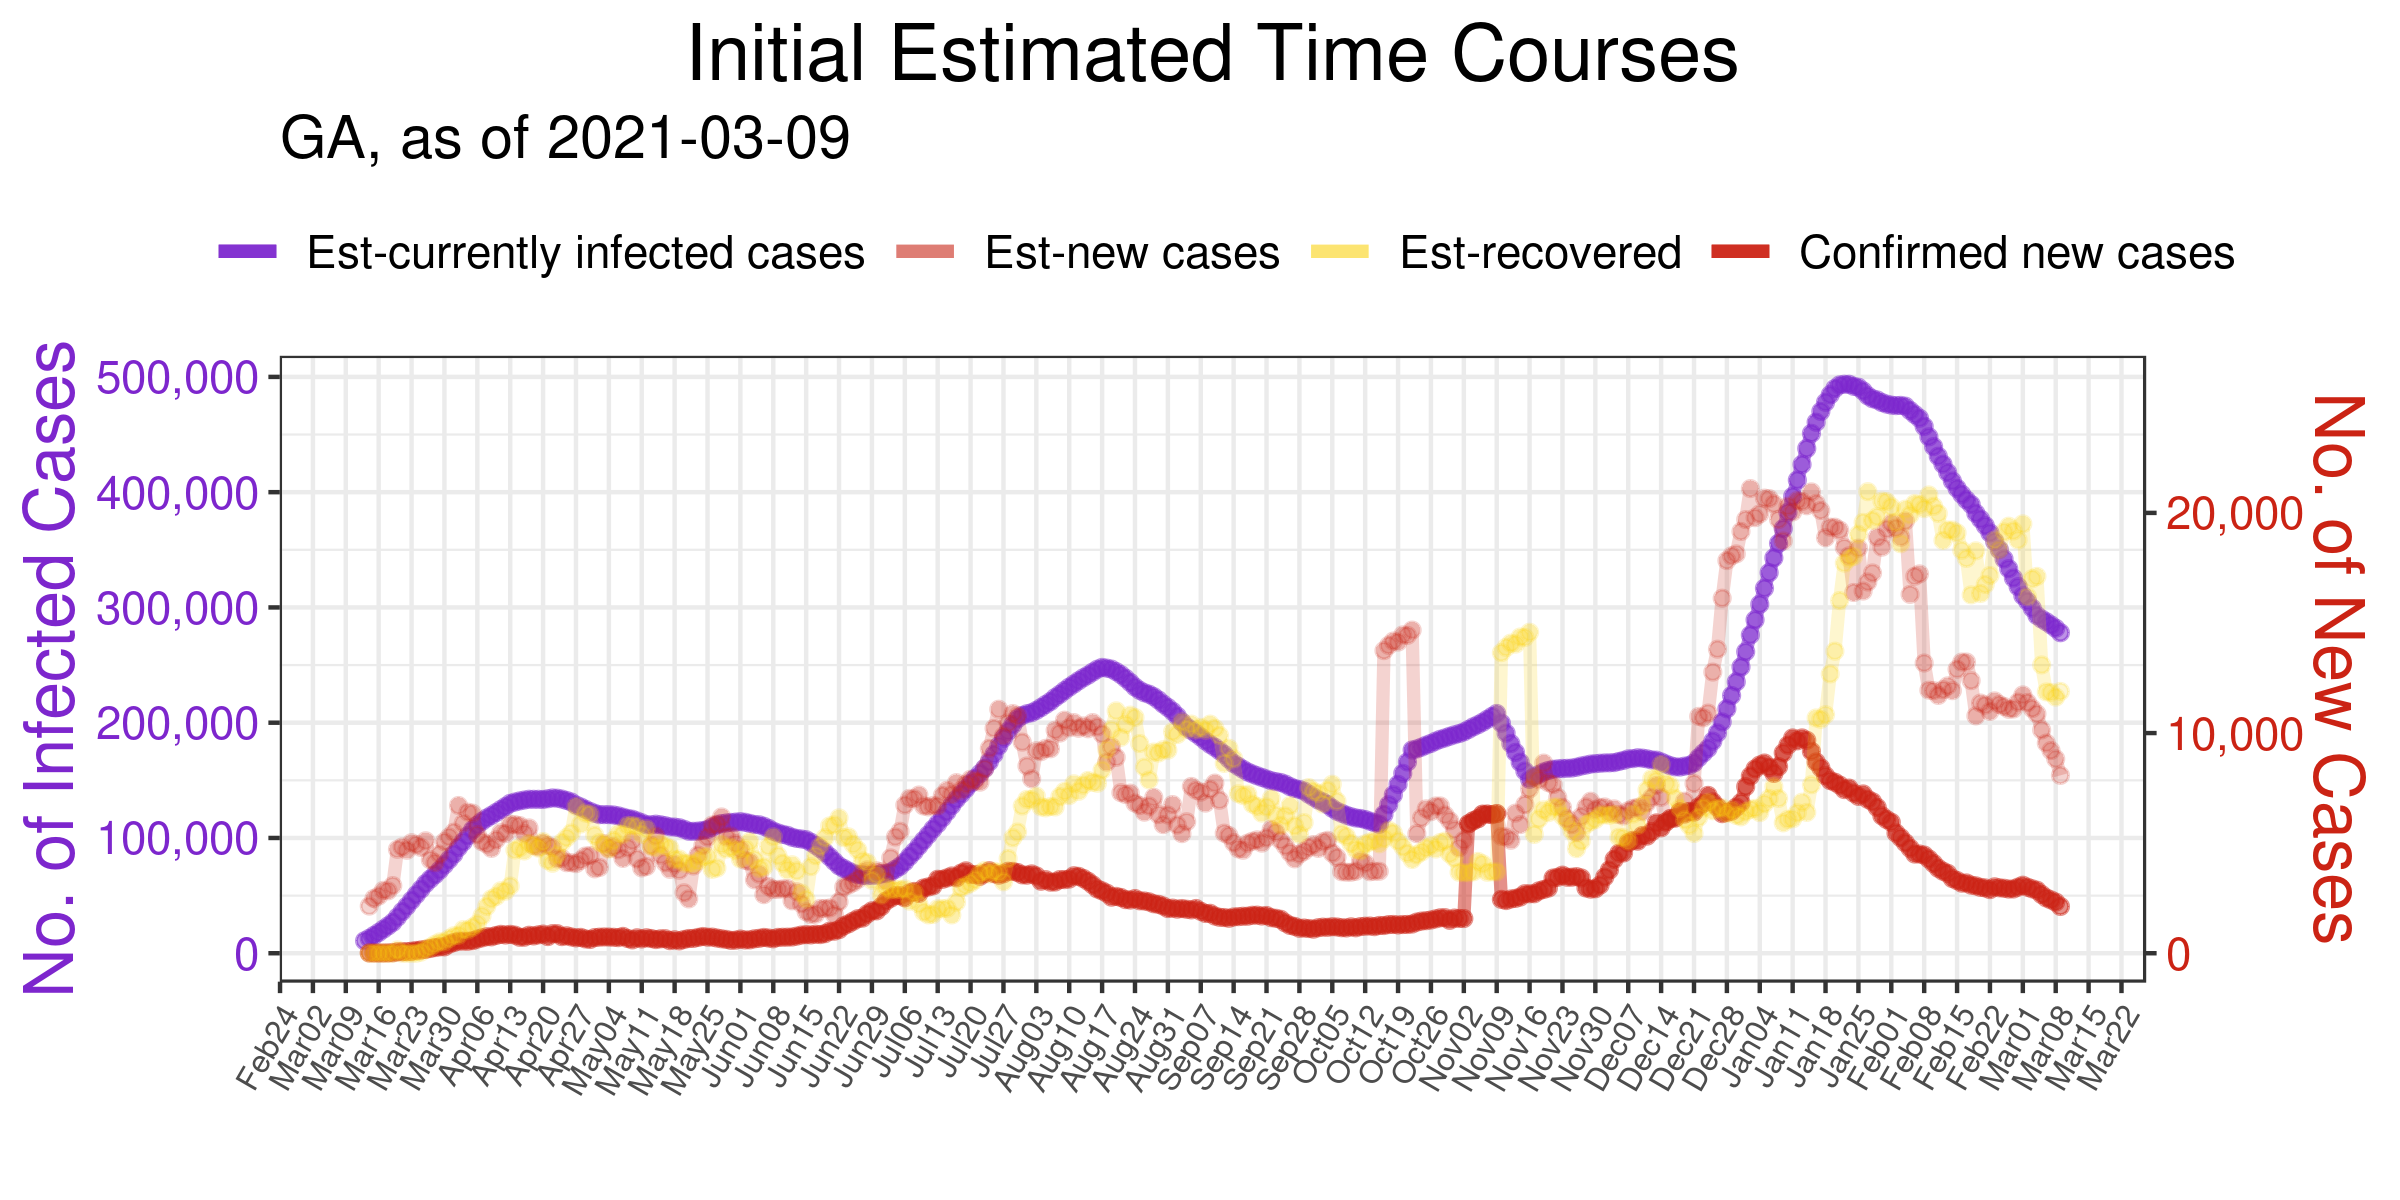 Initial Estimated Time Courses
GA, as of 2021-03-09
Est-currently infected cases
Est-new cases
Est-recovered
Confirmed new cases
No. of Infected Cases
500,000
400,000
300,000
200,000
100,000
0
20,000
10,000
0
No. of New Cases
Feb24
Mar02
Mar09
Mar16
Mar23
Mar30
Apr06
Apr13
Apr20
Apr27
May04
May11
May18
May25
Jun01
Jun08
Jun15
Jun22
Jun29
Jul06
Jul13
Jul20
Jul27
Aug03
Aug10
Aug17
Aug24
Aug31
Sep07
Sep14
Sep21
Sep28
Oct05
Oct12
Oct19
Oct26
Nov02
Nov09
Nov16
Nov23
Nov30
Dec07
Dec14
Dec21
Dec28
Jan04
Jan11
Jan18
Jan25
Feb01
Feb08
Feb15
Feb22
Mar01
Mar08
Mar15
Mar22